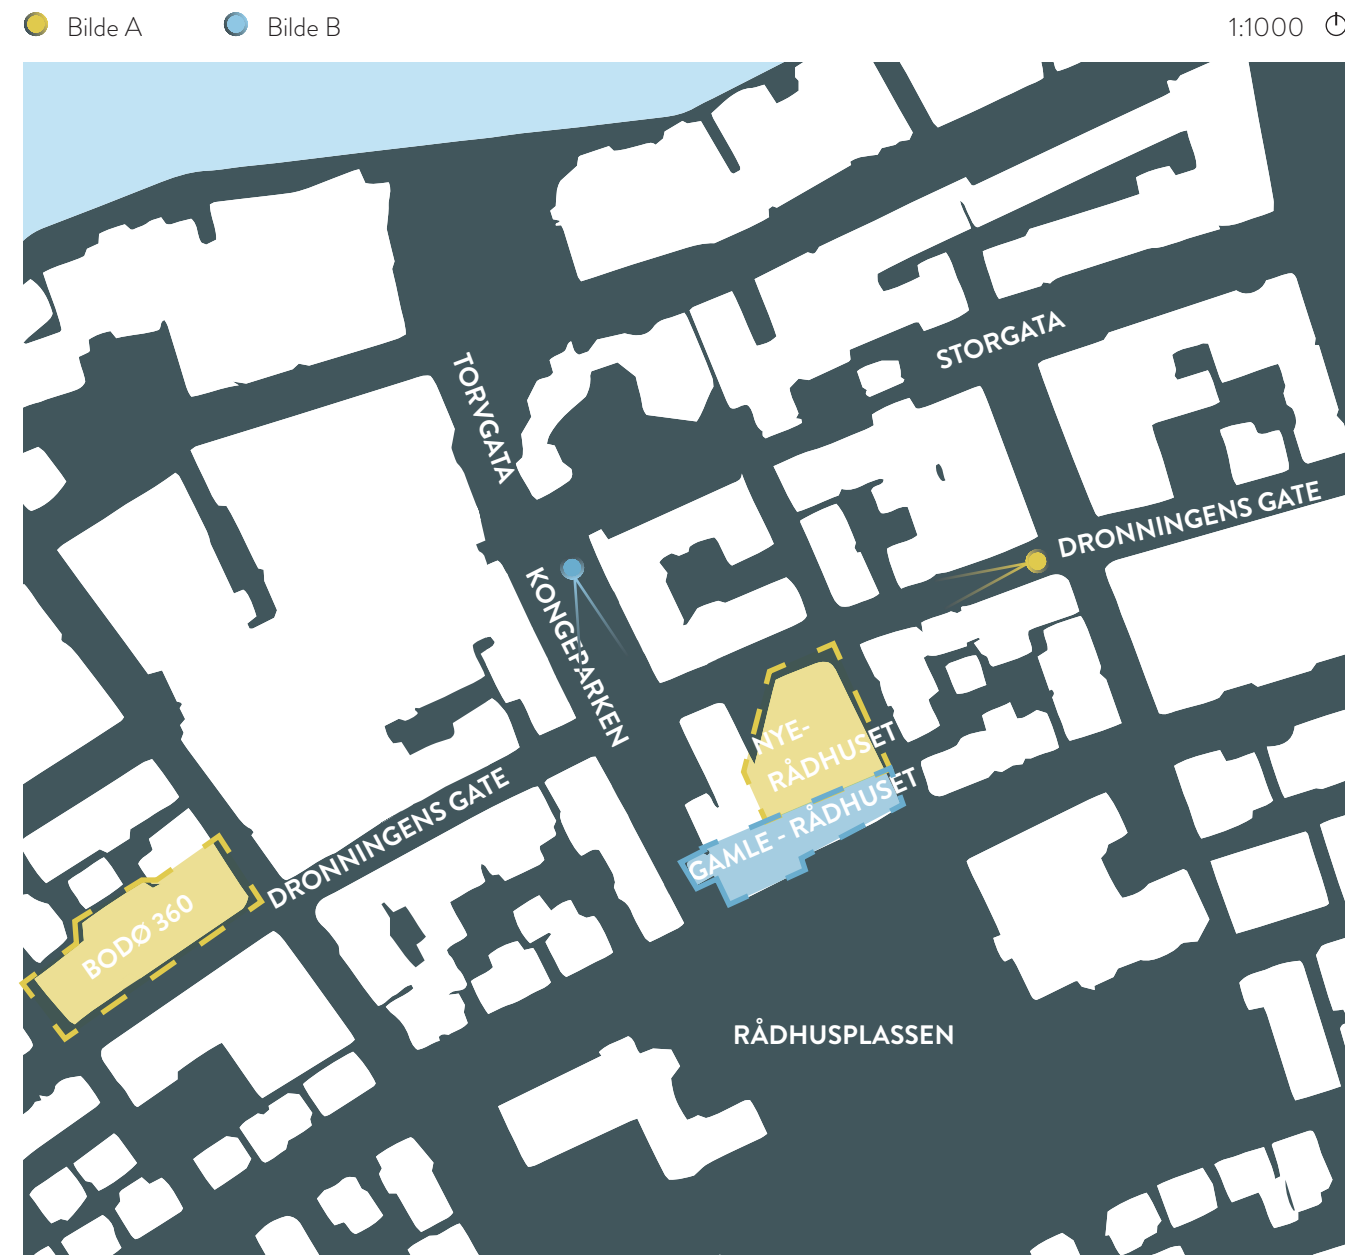 Bilde A
Bilde B
1:1000
STORGATA
TORVGATA
DRONNINGENS GATE
KONGEPARKEN
NYE-
RÅDHUSET
GAMLE - RÅDHUSET
DRONNINGENS GATE
BODØ 360
RÅDHUSPLASSEN